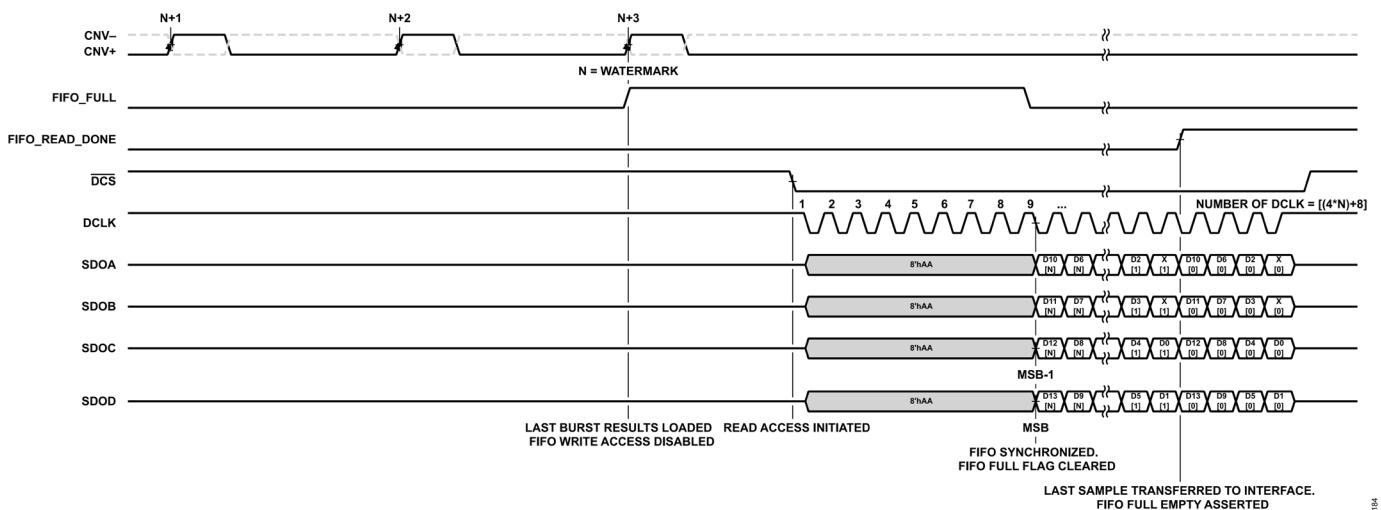 N+1 N+2 N+3
CNV–
CNV+
N = WATERMARK
FIFO_FULL
FIFO_READ_DONE
DCS
1 2 3 4 5 6 7 8 9 ... NUMBER OF DCLK = [(4*N)+8]
DCLK
SDOA 8'hAA D10 [N] D6 [N] D2 [1] X [1] D10 [0] D6 [0] D2 [0] X [0]
SDOB 8'hAA D11 [N] D7 [N] D3 [1] X [1] D11 [0] D7 [0] D3 [0] X [0]
SDOC 8'hAA D12 [N] D8 [N] D4 [1] D0 [1] D12 [0] D8 [0] D4 [0] D0 [0]
MSB-1
SDOD 8'hAA D13 [N] D9 [N] D5 [1] D1 [1] D13 [0] D9 [0] D5 [0] D1 [0]
LAST BURST RESULTS LOADED
FIFO WRITE ACCESS DISABLED
READ ACCESS INITIATED
MSB
FIFO SYNCHRONIZED.
FIFO FULL FLAG CLEARED
LAST SAMPLE TRANSFERRED TO INTERFACE.
FIFO FULL EMPTY ASSERTED
184